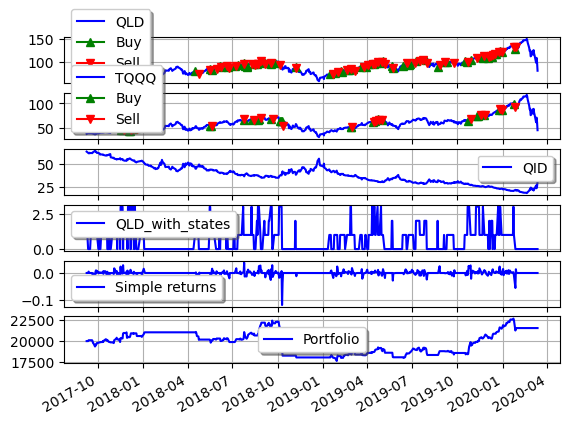 QLD
Buy
Sell
150
100
TQQQ
Buy
Sell
100
50
50
25
QID
2.5
0.0
QLD_with_states
0.0
−0.1
Simple returns
22500
20000
17500
Portfolio
2017-10
2018-01
2018-04
2018-07
2018-10
2019-01
2019-04
2019-07
2019-10
2020-01
2020-04